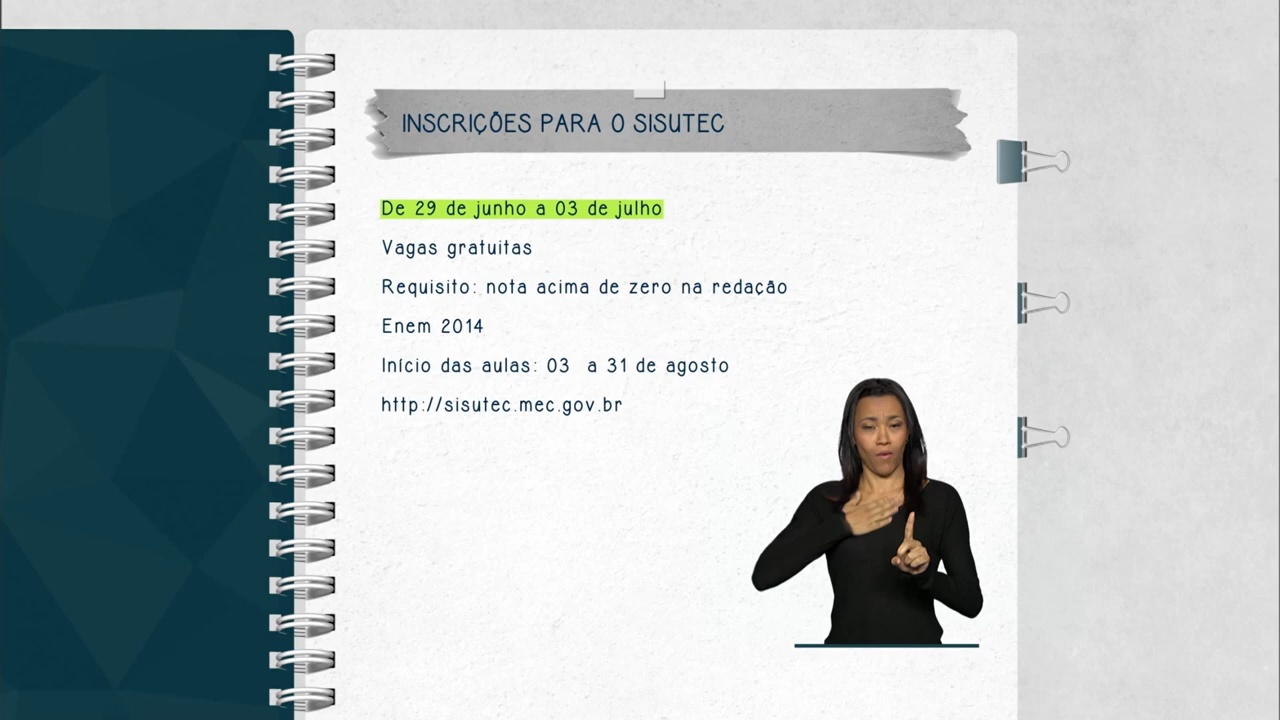 INSCRIÇÕES PARA O SISUTEC
De 29 de junho a 03 de julho
Vagas gratuitas
Requisito: nota acima de zero na redação
Enem 2014
Início das aulas: 03 a 31 de agosto
http://sisutec.mec.gov.br